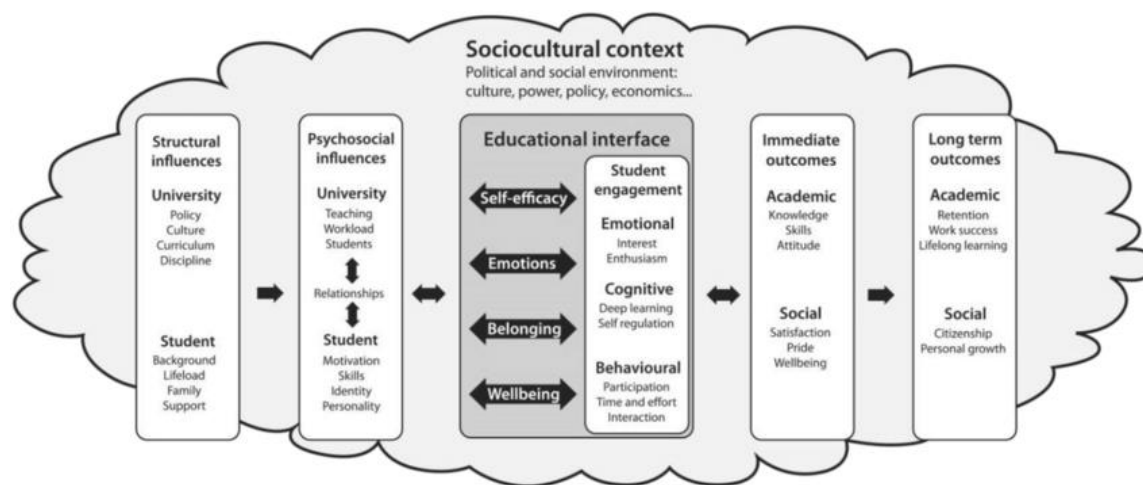 Sociocultural context
Political and social environment:
culture, power, policy, economics...
Structural
influences
University
Policy
Culture
Curriculum
Discipline
Student
Background
Lifeload
Family
Support
Psychosocial
influences
University
Teaching
Workload
Students
Relationships
Student
Motivation
Skills
Identity
Personality
Educational interface
Self-efficacy
Emotions
Belonging
Wellbeing
Student
engagement
Emotional
Interest
Enthusiasm
Cognitive
Deep learning
Self regulation
Behavioural
Participation
Time and effort
Interaction
Immediate
outcomes
Academic
Knowledge
Skills
Attitude
Social
Satisfaction
Pride
Wellbeing
Long term
outcomes
Academic
Retention
Work success
Lifelong learning
Social
Citizenship
Personal growth